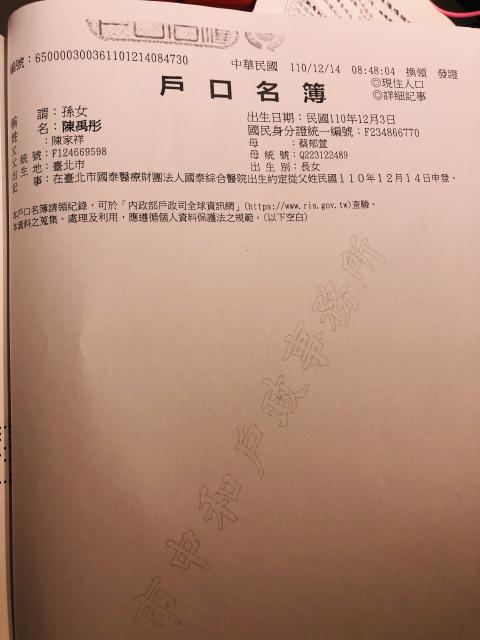 編號：65000030036110121408​4730
中華民國 110/12/14 08:48:04 換領 發證
戶口名簿
◎現住人口
◎詳細記事
稱謂：孫女
出生日期：民國110年12月3日
姓名：陳禹彤
國民身分證統一編號：F234866770
父：陳家祥
母：蔡郁萱
父統號：F124669598
母統號：Q223122489
出生地：臺北市
出生別：長女
記事：在臺北市國泰醫療財團法人國泰綜合醫院出生約定從父姓民國110年12月14日申登。
本戶口名簿請領紀錄，可於「內政部戶政司全球資訊網」(https://www.ris.gov.tw)查驗。
本資料之蒐集、處理及利用，應遵循個人資料保護法之規範。(以下空白)
市中和戶政事務所